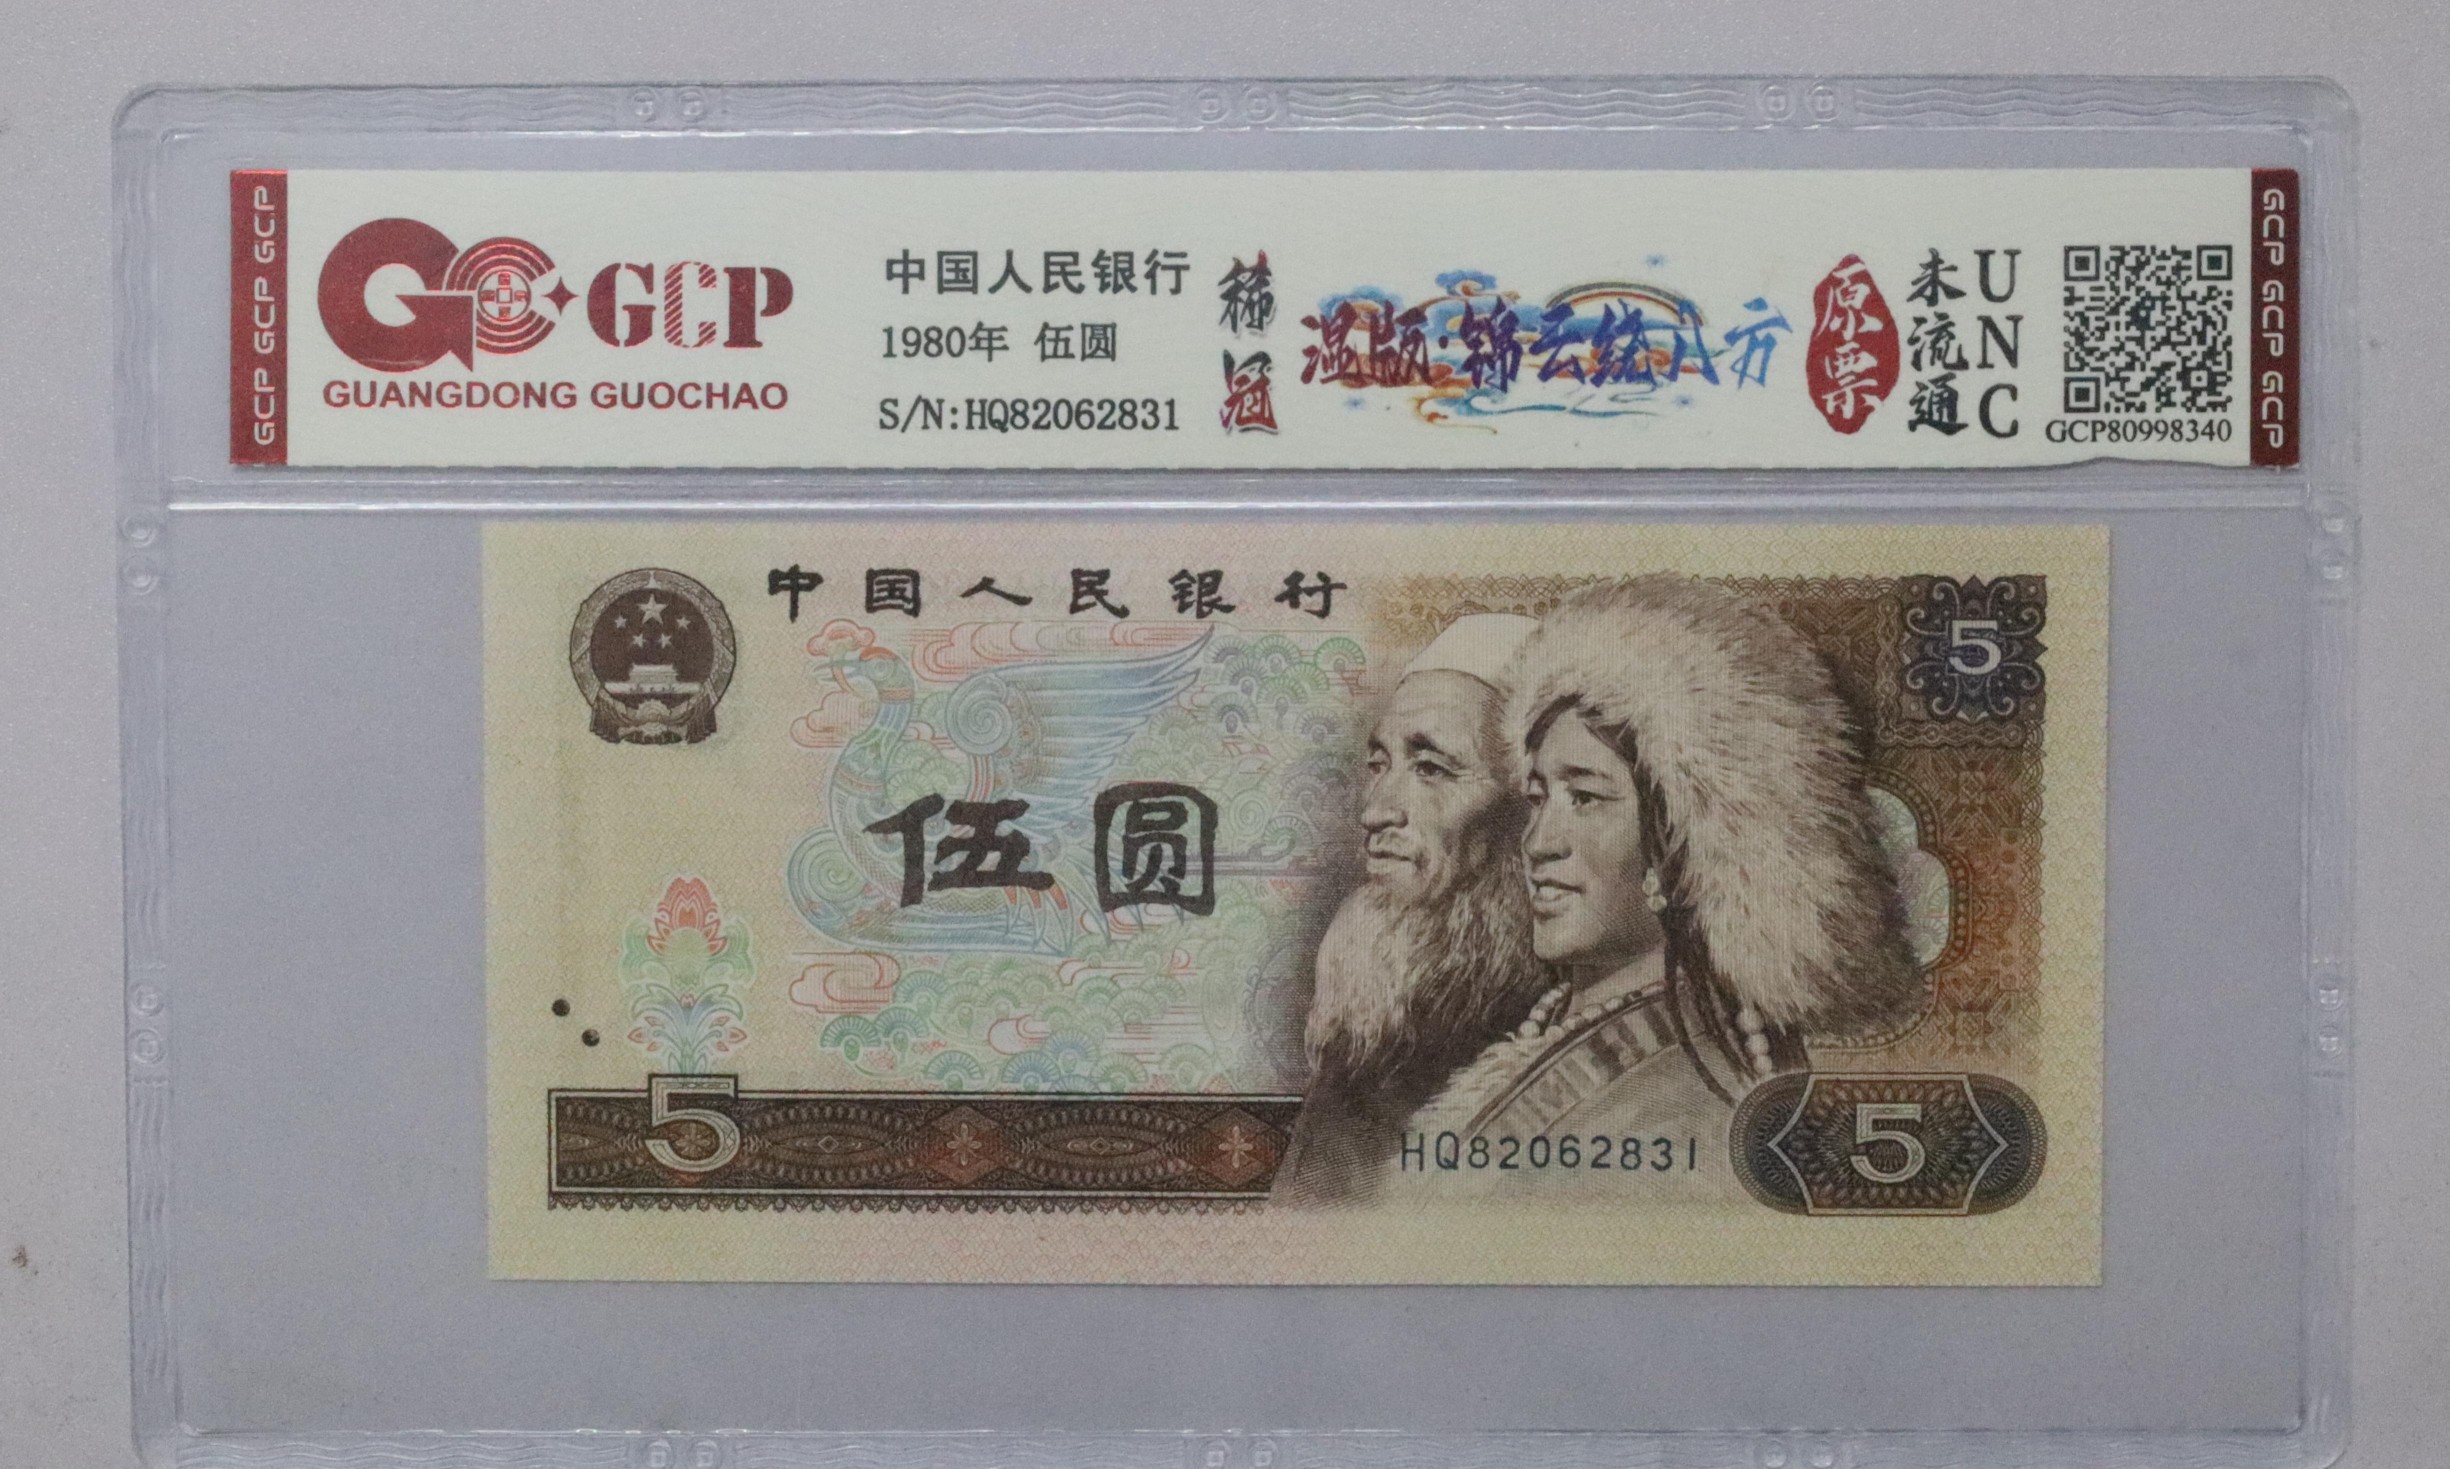 GCP GCP GCP
GCP
GUANGDONG GUOCHAO
中国人民银行
1980年 伍圆
S/N:HQ82062831
稀冠
温版·锦云绕八方
原票
未流通
UNC
GCP80998340
GCP GCP GCP
中国人民银行
5
伍圆
5
HQ82062831
5